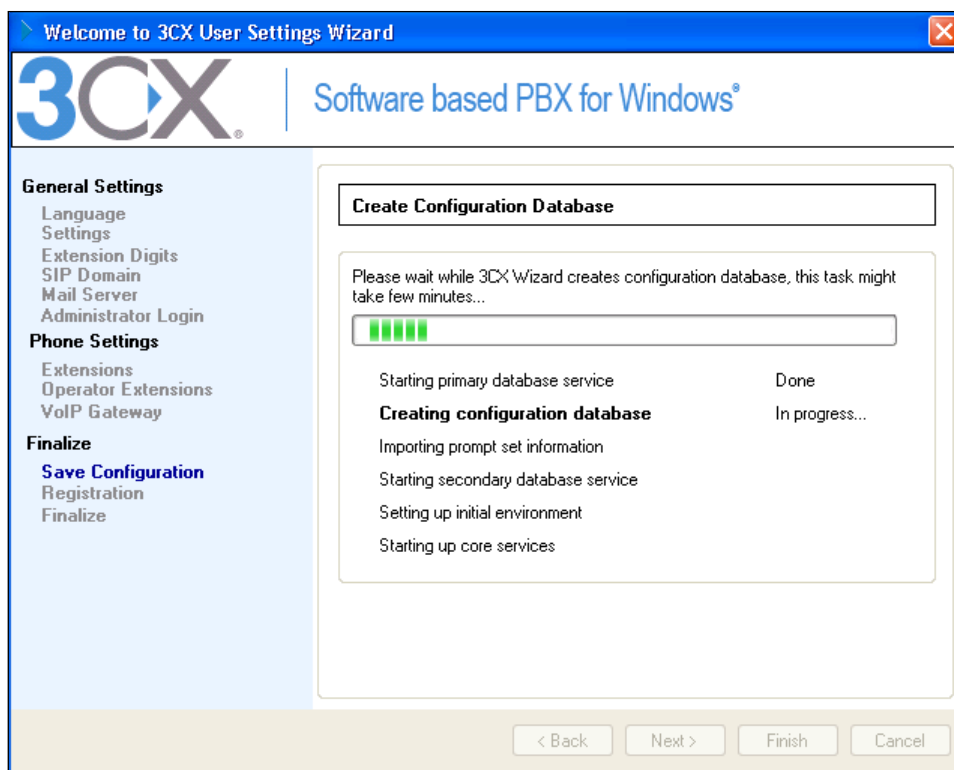 Welcome to 3CX User Settings Wizard
3CX®
Software based PBX for Windows®
General Settings
Language
Settings
Extension Digits
SIP Domain
Mail Server
Administrator Login
Phone Settings
Extensions
Operator Extensions
VoIP Gateway
Finalize
Save Configuration
Registration
Finalize
Create Configuration Database
Please wait while 3CX Wizard creates configuration database, this task might
take few minutes...
Starting primary database service Done
Creating configuration database In progress...
Importing prompt set information
Starting secondary database service
Setting up initial environment
Starting up core services
< Back Next > Finish Cancel